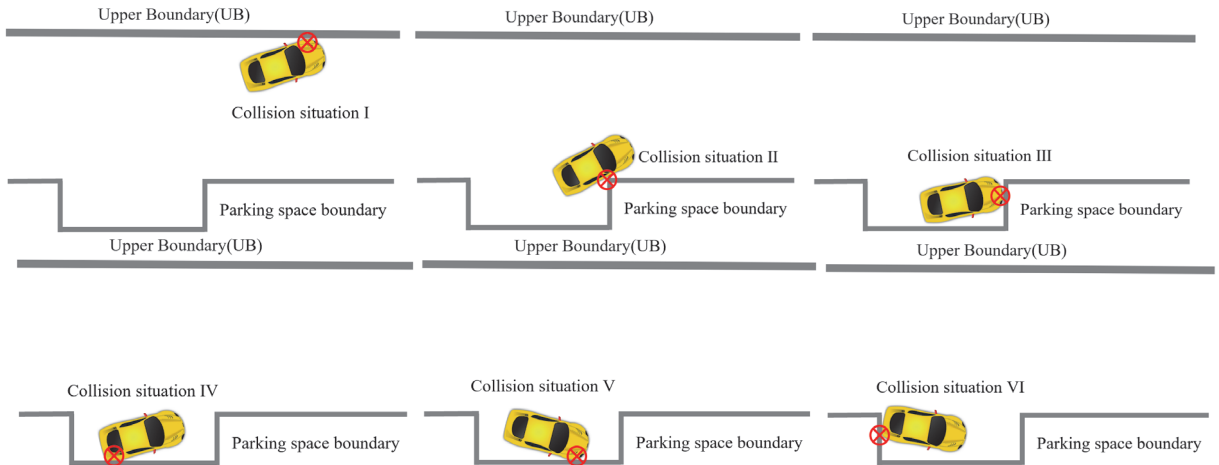 Upper Boundary(UB)
Upper Boundary(UB)
Upper Boundary(UB)
Collision situation I
Collision situation II
Collision situation III
Parking space boundary
Parking space boundary
Parking space boundary
Upper Boundary(UB)
Upper Boundary(UB)
Upper Boundary(UB)
Collision situation IV
Collision situation V
Collision situation VI
Parking space boundary
Parking space boundary
Parking space boundary